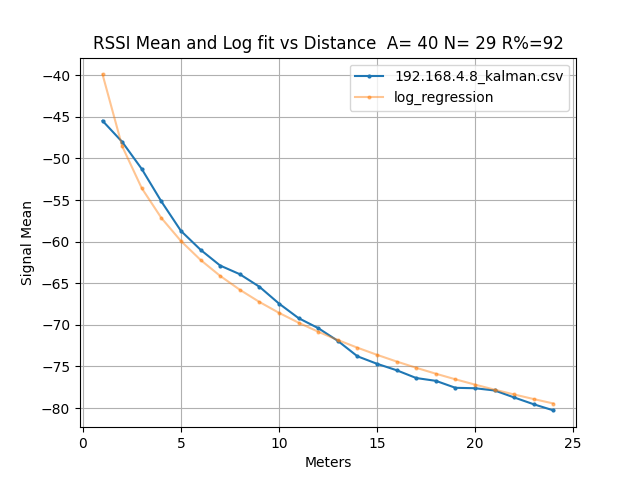 RSSI Mean and Log fit vs Distance  A= 40 N= 29 R%=92
192.168.4.8_kalman.csv
log_regression
Signal Mean
−40
−45
−50
−55
−60
−65
−70
−75
−80
0 5 10 15 20 25
Meters